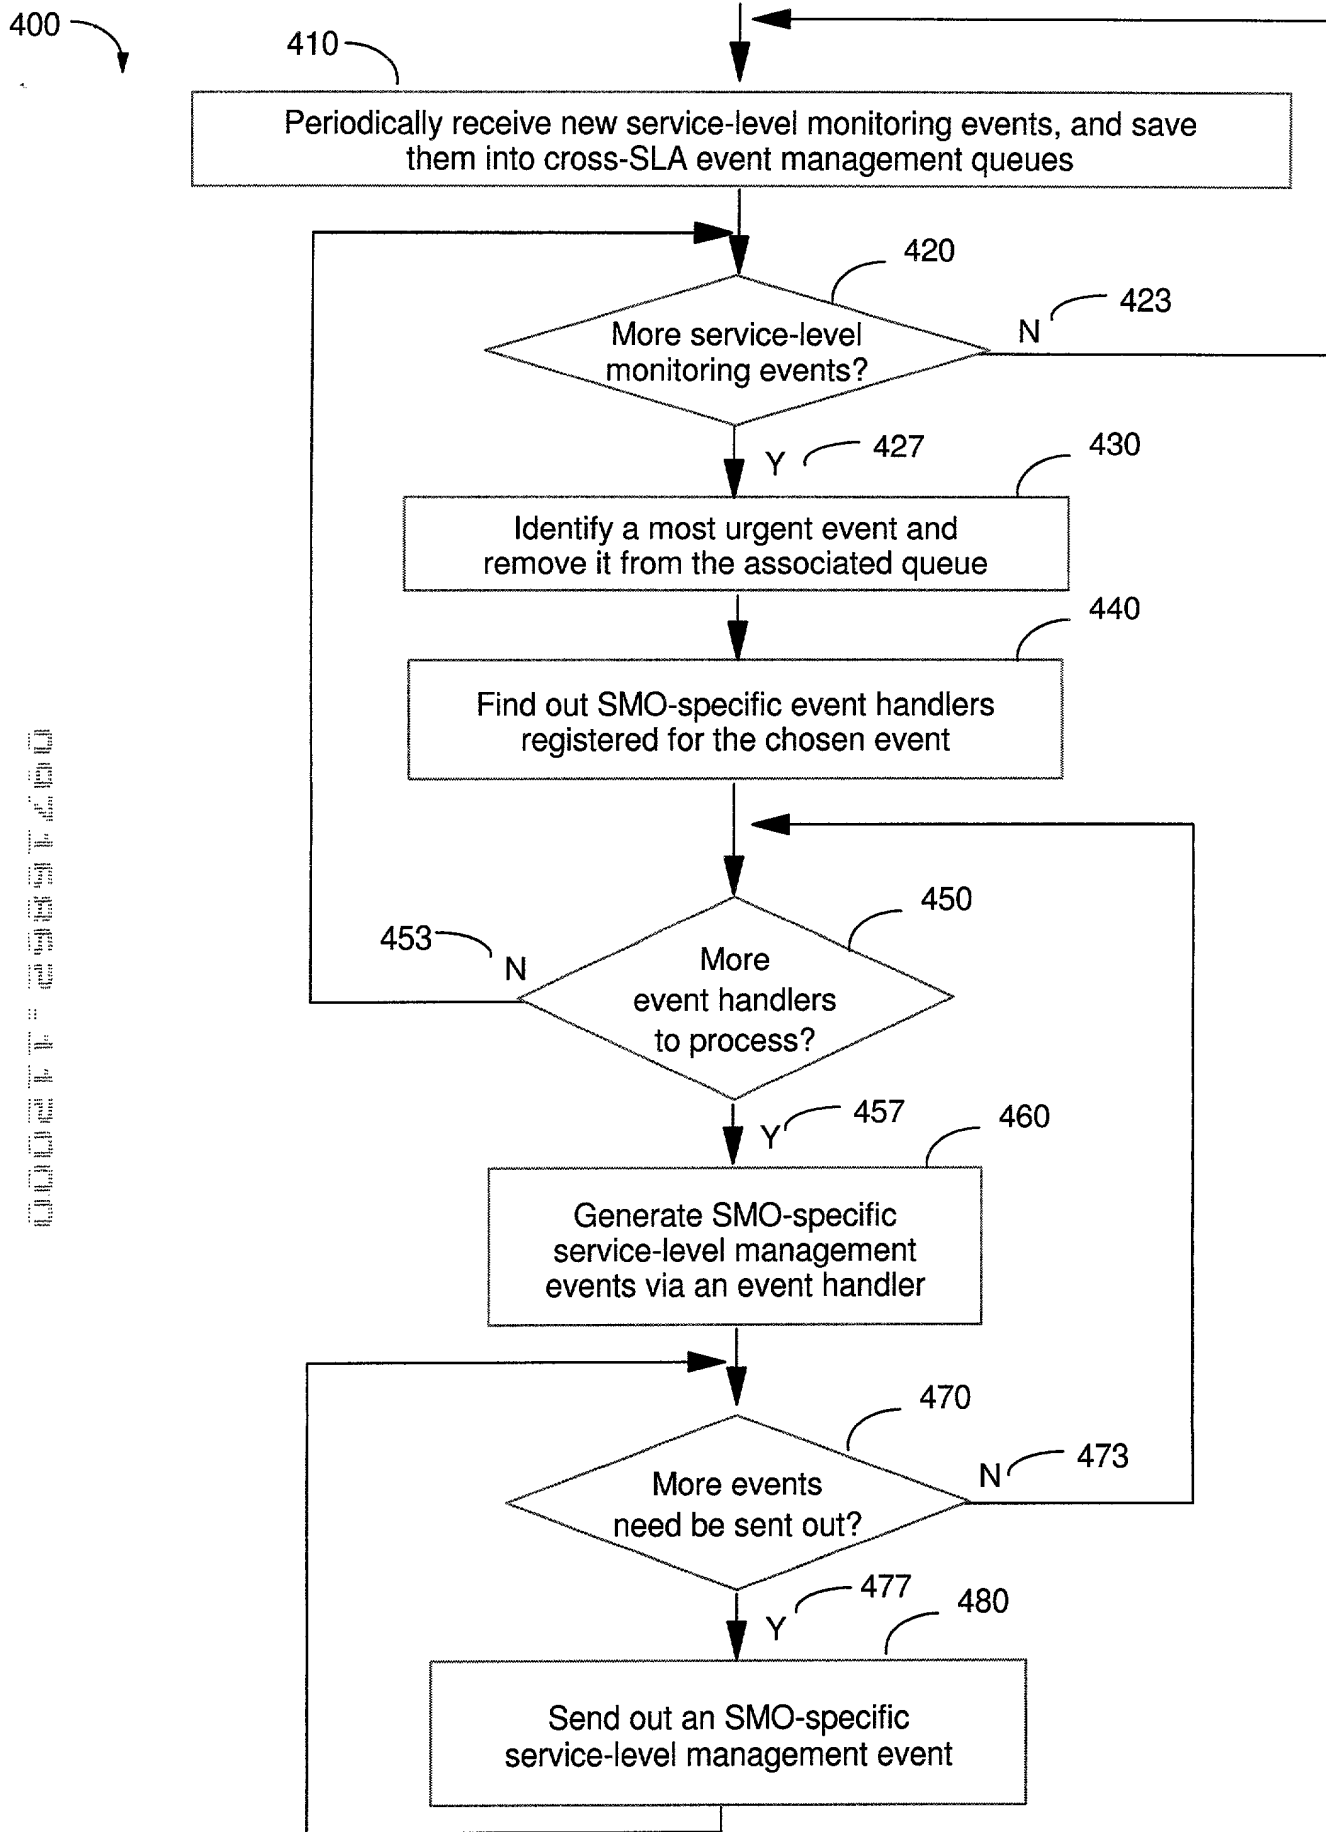 400
410
Periodically receive new service-level monitoring events, and save
them into cross-SLA event management queues
420
423
More service-level
monitoring events?
N
427
Y
430
Identify a most urgent event and
remove it from the associated queue
440
Find out SMO-specific event handlers
registered for the chosen event
450
453
N
More
event handlers
to process?
457
Y
460
Generate SMO-specific
service-level management
events via an event handler
470
473
N
More events
need be sent out?
477
Y
480
Send out an SMO-specific
service-level management event